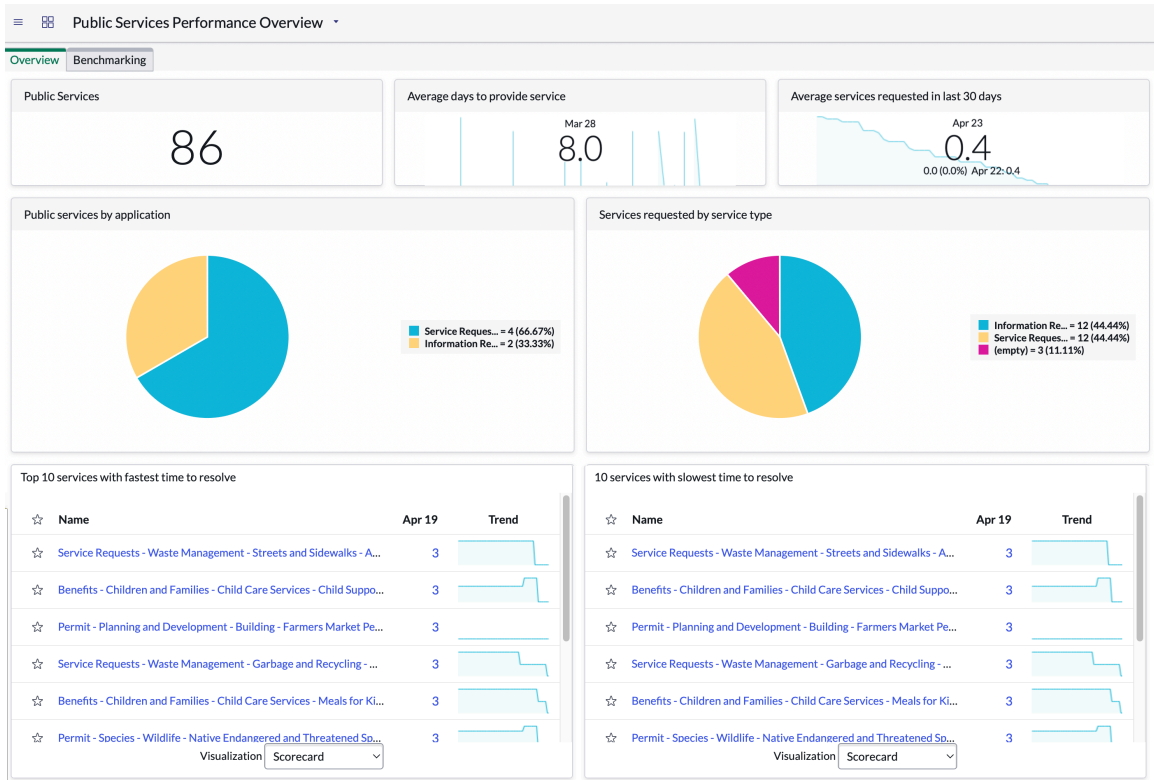 Public Services Performance Overview
Overview Benchmarking
Public Services
86
Average days to provide service
Mar 28
8.0
Average services requested in last 30 days
Apr 23
0.4
0.0 (0.0%) Apr 22: 0.4
Public services by application
Service Reques... = 4 (66.67%)
Information Re... = 2 (33.33%)
Services requested by service type
Information Re... = 12 (44.44%)
Service Reques... = 12 (44.44%)
(empty) = 3 (11.11%)
Top 10 services with fastest time to resolve
Name Apr 19 Trend
Service Requests - Waste Management - Streets and Sidewalks - A... 3
Benefits - Children and Families - Child Care Services - Child Suppo... 3
Permit - Planning and Development - Building - Farmers Market Pe... 3
Service Requests - Waste Management - Garbage and Recycling - ... 3
Benefits - Children and Families - Child Care Services - Meals for Ki... 3
Permit - Species - Wildlife - Native Endangered and Threatened Sp... 3
Visualization Scorecard
10 services with slowest time to resolve
Name Apr 19 Trend
Service Requests - Waste Management - Streets and Sidewalks - A... 3
Benefits - Children and Families - Child Care Services - Child Suppo... 3
Permit - Planning and Development - Building - Farmers Market Pe... 3
Service Requests - Waste Management - Garbage and Recycling - ... 3
Benefits - Children and Families - Child Care Services - Meals for Ki... 3
Permit - Species - Wildlife - Native Endangered and Threatened Sp... 3
Visualization Scorecard